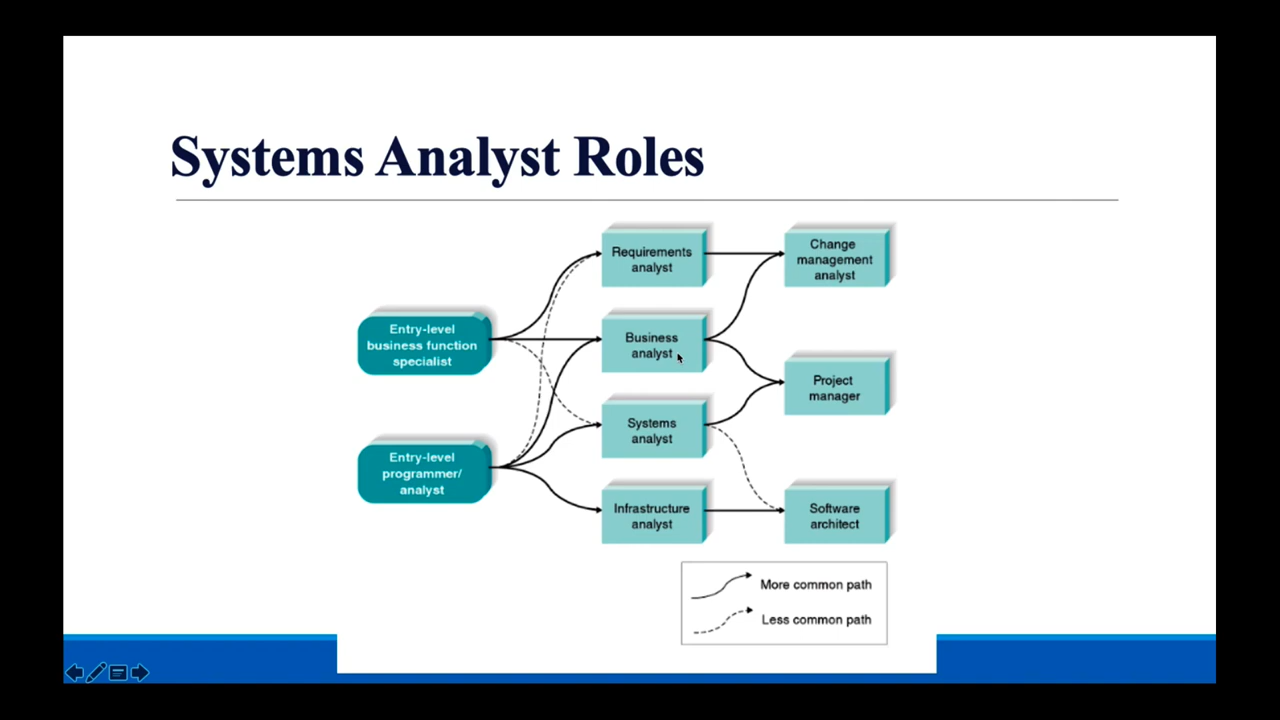 Systems Analyst Roles
Requirements
analyst
Change
management
analyst
Entry-level
business function
specialist
Business
analyst
Project
manager
Systems
analyst
Entry-level
programmer/
analyst
Infrastructure
analyst
Software
architect
More common path
Less common path